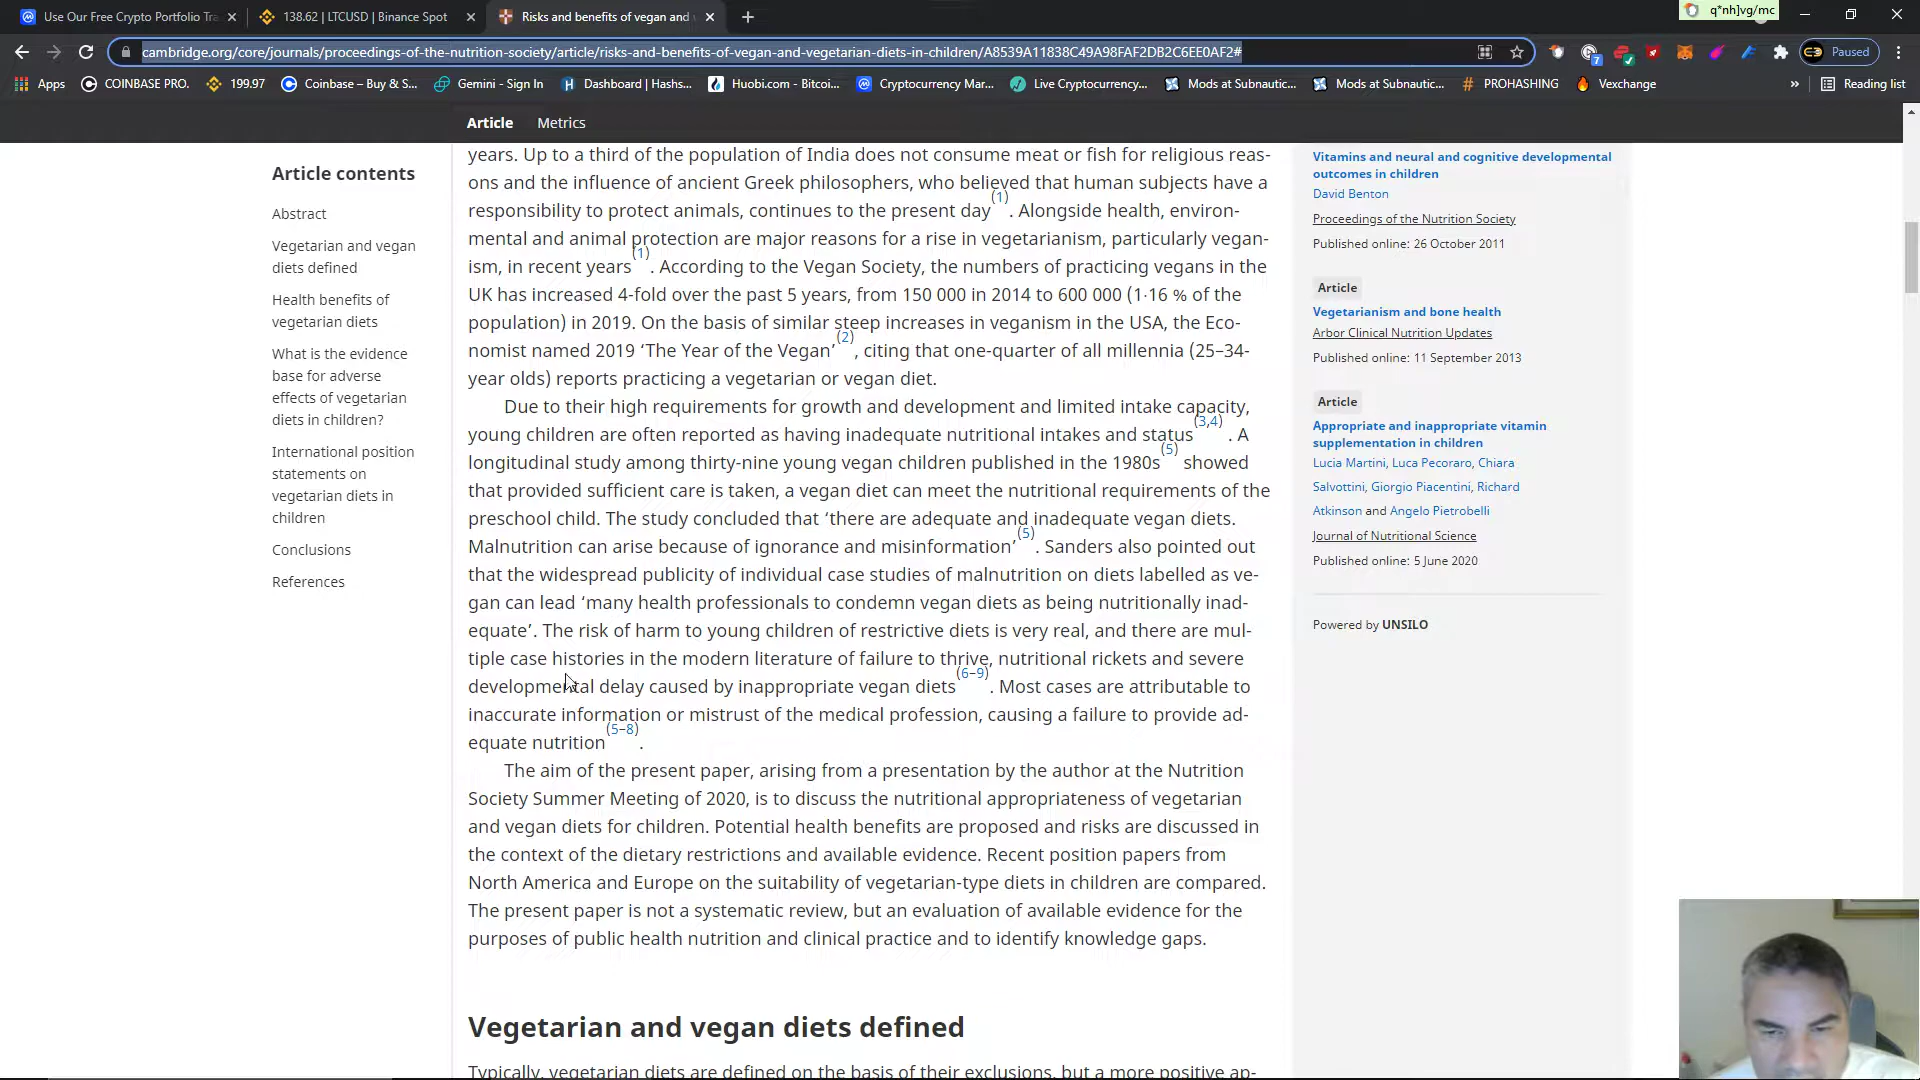 Use Our Free Crypto Portfolio Tra
138.62 | LTCUSD | Binance Spot
Risks and benefits of vegan and
q*nh]vg/mc
cambridge.org/core/journals/proceedings-of-the-nutrition-society/article/risks-and-benefits-of-vegan-and-vegetarian-diets-in-children/A8539A11838C49A98FAF2DB2C6EE0AF2#
7
Paused
Apps
COINBASE PRO.
199.97
Coinbase – Buy & S...
Gemini - Sign In
Dashboard | Hashs...
Huobi.com - Bitcoi...
Cryptocurrency Mar...
Live Cryptocurrency...
Mods at Subnautic...
Mods at Subnautic...
PROHASHING
Vexchange
»
Reading list
Article
Metrics
Article contents
Abstract
Vegetarian and vegan
diets defined
Health benefits of
vegetarian diets
What is the evidence
base for adverse
effects of vegetarian
diets in children?
International position
statements on
vegetarian diets in
children
Conclusions
References
years. Up to a third of the population of India does not consume meat or fish for religious reas-
ons and the influence of ancient Greek philosophers, who believed that human subjects have a
responsibility to protect animals, continues to the present day(1). Alongside health, environ-
mental and animal protection are major reasons for a rise in vegetarianism, particularly vegan-
ism, in recent years(1). According to the Vegan Society, the numbers of practicing vegans in the
UK has increased 4-fold over the past 5 years, from 150 000 in 2014 to 600 000 (1·16 % of the
population) in 2019. On the basis of similar steep increases in veganism in the USA, the Eco-
nomist named 2019 ‘The Year of the Vegan’(2), citing that one-quarter of all millennia (25–34-
year olds) reports practicing a vegetarian or vegan diet.
Due to their high requirements for growth and development and limited intake capacity,
young children are often reported as having inadequate nutritional intakes and status(3,4). A
longitudinal study among thirty-nine young vegan children published in the 1980s(5) showed
that provided sufficient care is taken, a vegan diet can meet the nutritional requirements of the
preschool child. The study concluded that ‘there are adequate and inadequate vegan diets.
Malnutrition can arise because of ignorance and misinformation’(5). Sanders also pointed out
that the widespread publicity of individual case studies of malnutrition on diets labelled as ve-
gan can lead ‘many health professionals to condemn vegan diets as being nutritionally inad-
equate’. The risk of harm to young children of restrictive diets is very real, and there are mul-
tiple case histories in the modern literature of failure to thrive, nutritional rickets and severe
developmental delay caused by inappropriate vegan diets(6–9). Most cases are attributable to
inaccurate information or mistrust of the medical profession, causing a failure to provide ad-
equate nutrition(5–8).
The aim of the present paper, arising from a presentation by the author at the Nutrition
Society Summer Meeting of 2020, is to discuss the nutritional appropriateness of vegetarian
and vegan diets for children. Potential health benefits are proposed and risks are discussed in
the context of the dietary restrictions and available evidence. Recent position papers from
North America and Europe on the suitability of vegetarian-type diets in children are compared.
The present paper is not a systematic review, but an evaluation of available evidence for the
purposes of public health nutrition and clinical practice and to identify knowledge gaps.
Vegetarian and vegan diets defined
Typically, vegetarian diets are defined on the basis of their exclusions, but a more positive ap-
Vitamins and neural and cognitive developmental
outcomes in children
David Benton
Proceedings of the Nutrition Society
Published online: 26 October 2011
Article
Vegetarianism and bone health
Arbor Clinical Nutrition Updates
Published online: 11 September 2013
Article
Appropriate and inappropriate vitamin
supplementation in children
Lucia Martini, Luca Pecoraro, Chiara
Salvottini, Giorgio Piacentini, Richard
Atkinson and Angelo Pietrobelli
Journal of Nutritional Science
Published online: 5 June 2020
Powered by UNSILO